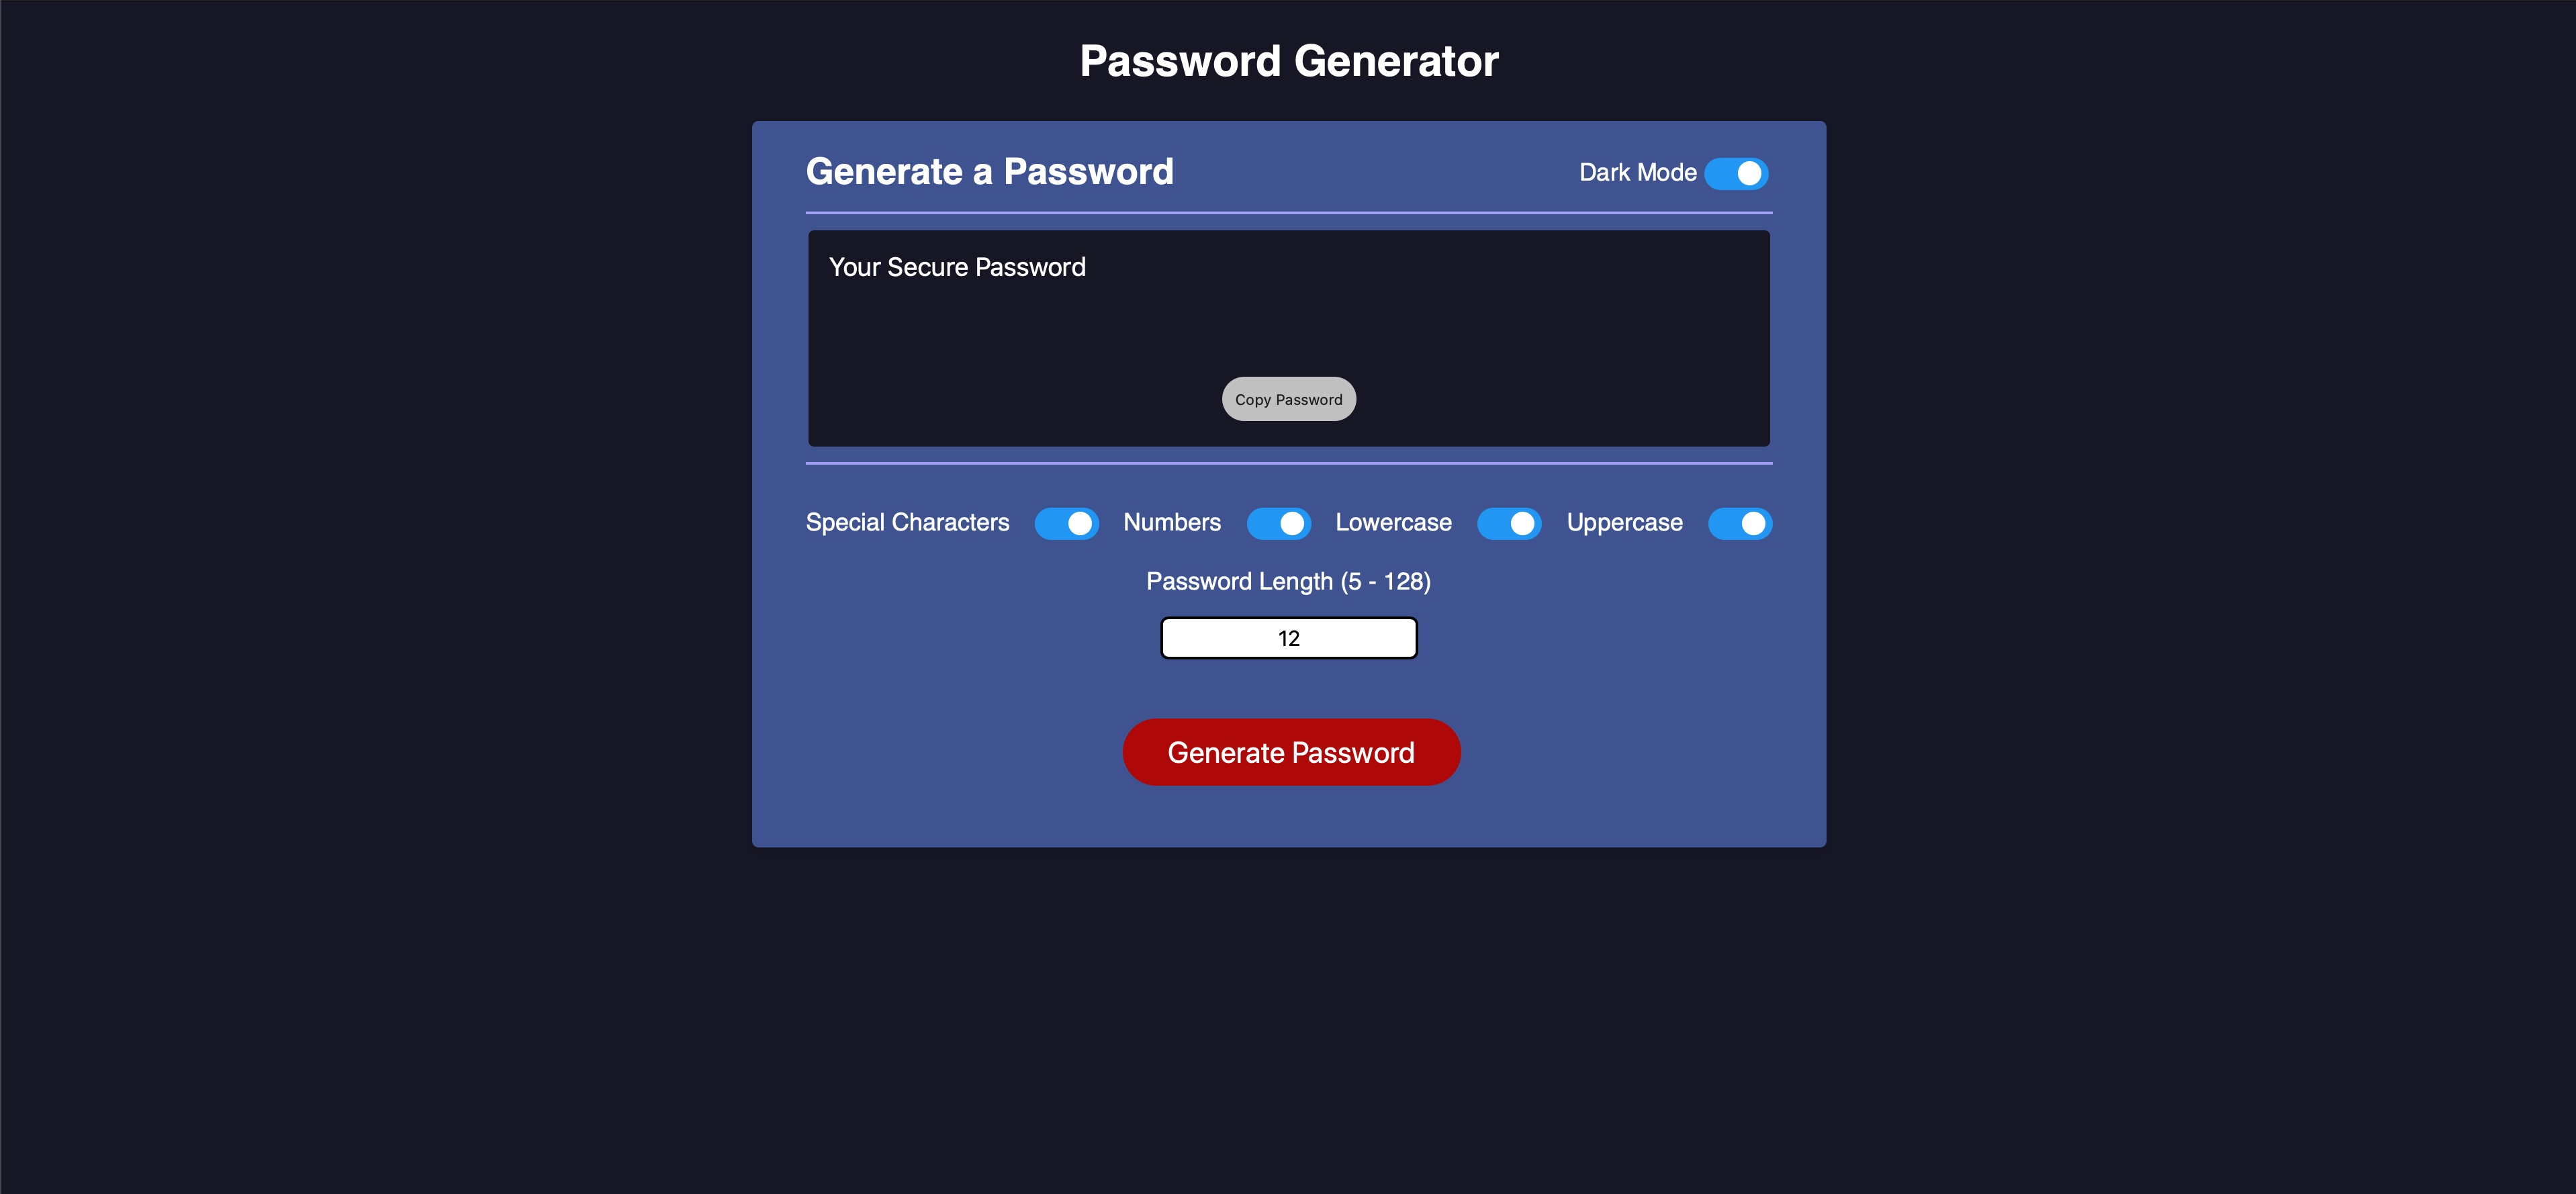 Password Generator
Generate a Password
Dark Mode
Your Secure Password
Copy Password
Special Characters Numbers Lowercase Uppercase
Password Length (5 - 128)
12
Generate Password